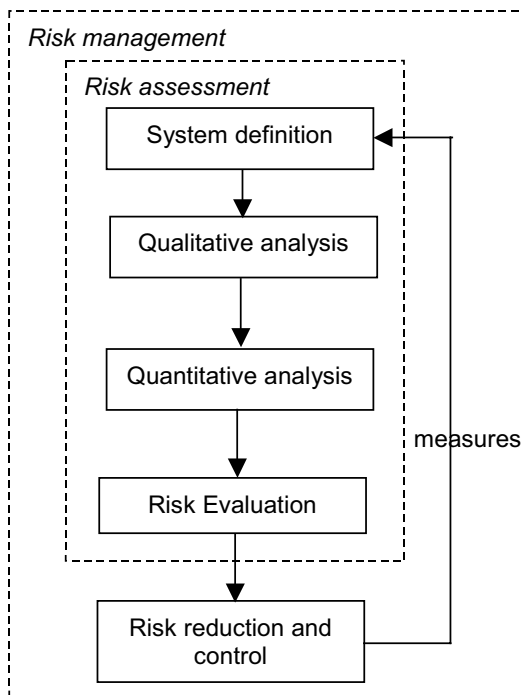 Risk management
Risk assessment
System definition
Qualitative analysis
Quantitative analysis
measures
Risk Evaluation
Risk reduction and
control